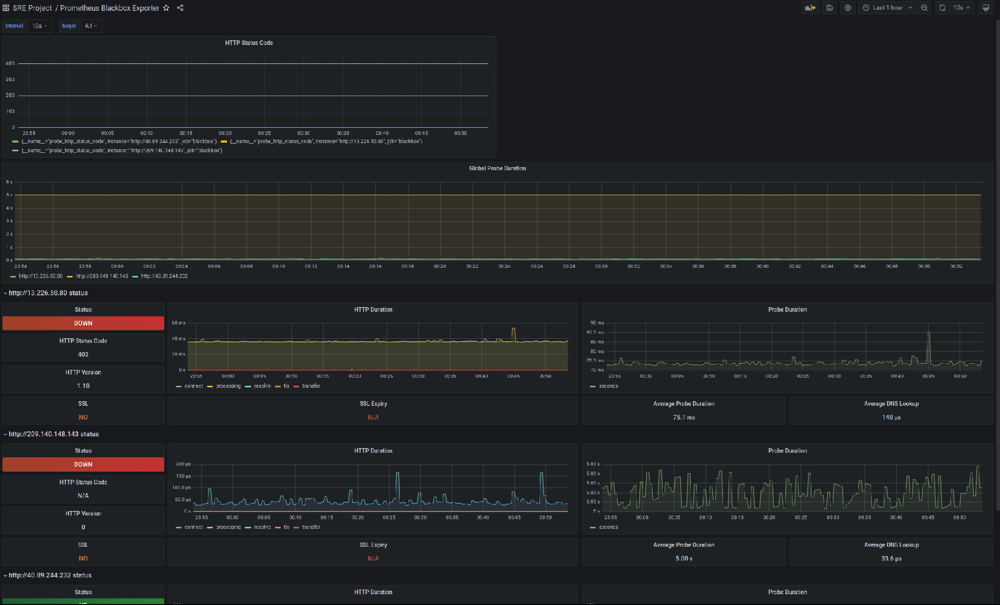 SRE Project / Prometheus Blackbox Exporter
Last 1 hour
10s
Interval
10s
target
All
HTTP Status Code
400
300
200
100
0
23:55 00:00 00:05 00:10 00:15 00:20 00:25 00:30 00:35 00:40 00:45 00:50
{__name__="probe_http_status_code", instance="http://40.89.244.232", job="blackbox"} {__name__="probe_http_status_code", instance="http://13.226.50.80", job="blackbox"}
{__name__="probe_http_status_code", instance="http://209.140.148.143", job="blackbox"}
Global Probe Duration
6 s
5 s
4 s
3 s
2 s
1 s
0 s
23:54 23:56 23:58 00:00 00:02 00:04 00:06 00:08 00:10 00:12 00:14 00:16 00:18 00:20 00:22 00:24 00:26 00:28 00:30 00:32 00:34 00:36 00:38 00:40 00:42 00:44 00:46 00:48 00:50 00:52
http://13.226.50.80 http://209.140.148.143 http://40.89.244.232
http://13.226.50.80 status
Status
DOWN
HTTP Status Code
403
HTTP Version
1.10
SSL
NO
HTTP Duration
60 ms
40 ms
20 ms
0 s
23:55 00:00 00:05 00:10 00:15 00:20 00:25 00:30 00:35 00:40 00:45 00:50
connect processing resolve tls transfer
SSL Expiry
N/A
Probe Duration
95 ms
90.0 ms
85 ms
80 ms
75.0 ms
70 ms
23:55 00:00 00:05 00:10 00:15 00:20 00:25 00:30 00:35 00:40 00:45 00:50
seconds
Average Probe Duration
75.1 ms
Average DNS Lookup
140 µs
http://209.140.148.143 status
Status
DOWN
HTTP Status Code
N/A
HTTP Version
0
SSL
NO
HTTP Duration
200 µs
150 µs
100.0 µs
50.0 µs
0 s
23:55 00:00 00:05 00:10 00:15 00:20 00:25 00:30 00:35 00:40 00:45 00:50
connect processing resolve tls transfer
SSL Expiry
N/A
Probe Duration
5.00 s
5.00 s
5.00 s
5.00 s
5.00 s
5 s
23:55 00:00 00:05 00:10 00:15 00:20 00:25 00:30 00:35 00:40 00:45 00:50
seconds
Average Probe Duration
5.00 s
Average DNS Lookup
33.6 µs
http://40.89.244.232 status
Status
HTTP Duration
Probe Duration